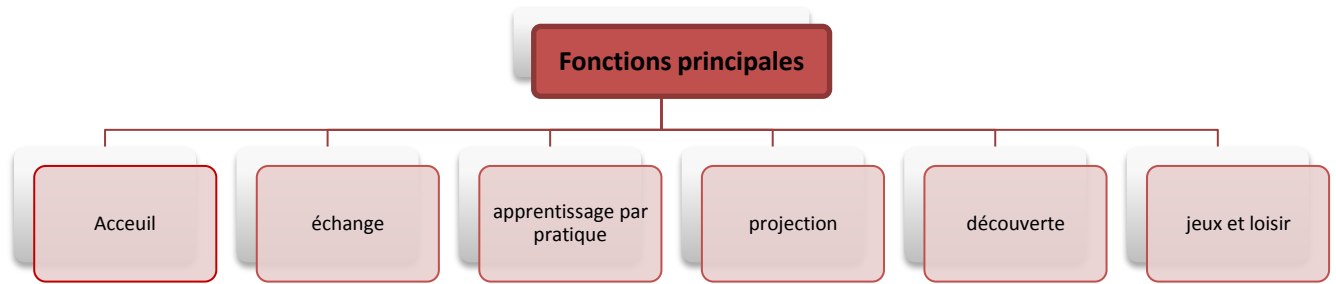 Fonctions principales
Acceuil
échange
apprentissage par
pratique
projection
découverte
jeux et loisir